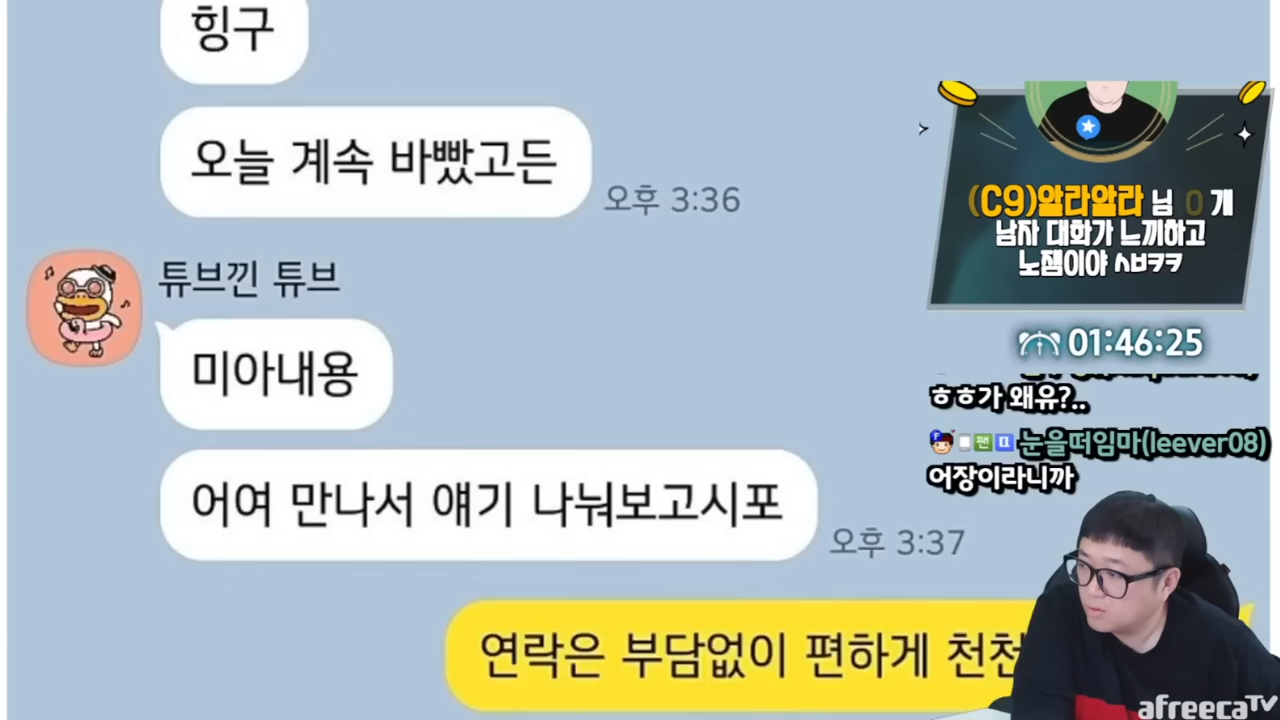 힝구
오늘 계속 바빴고든
오후 3:36
튜브낀 튜브
미아내용
어여 만나서 얘기 나눠보고시포
오후 3:37
연락은 부담없이 편하게 천천
(C9)알라알라 님 0 개
남자 대화가 느끼하고
노잼이야 ㅅㅂㅋㅋ
01:46:25
ㅎㅎ가 왜유?..
팬 눈을떠임마(leever08)
어장이라니까
afreecaTV